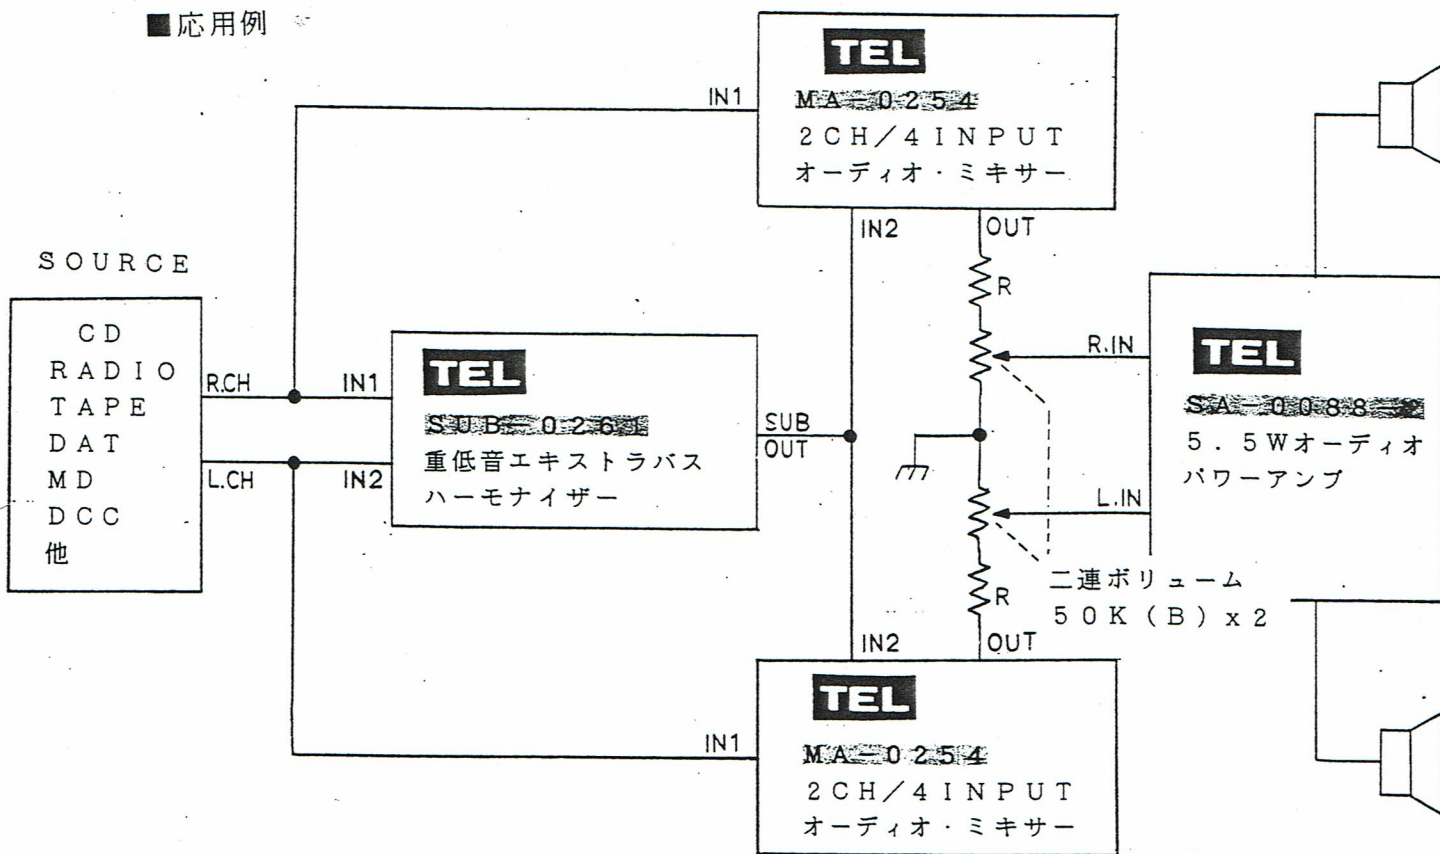 ■応用例
TEL
MA-0254
2CH/4INPUT
オーディオ・ミキサー
IN1
IN2
OUT
R
SOURCE
CD
RADIO
TAPE
DAT
MD
DCC
他
R.CH
L.CH
IN1
IN2
TEL
SUB-0261
重低音エキストラバス
ハーモナイザー
SUB
OUT
R.IN
L.IN
TEL
SA-0088
5.5Wオーディオ
パワーアンプ
二連ボリューム
50K(B)x2
R
IN2
OUT
IN1
TEL
MA-0254
2CH/4INPUT
オーディオ・ミキサー